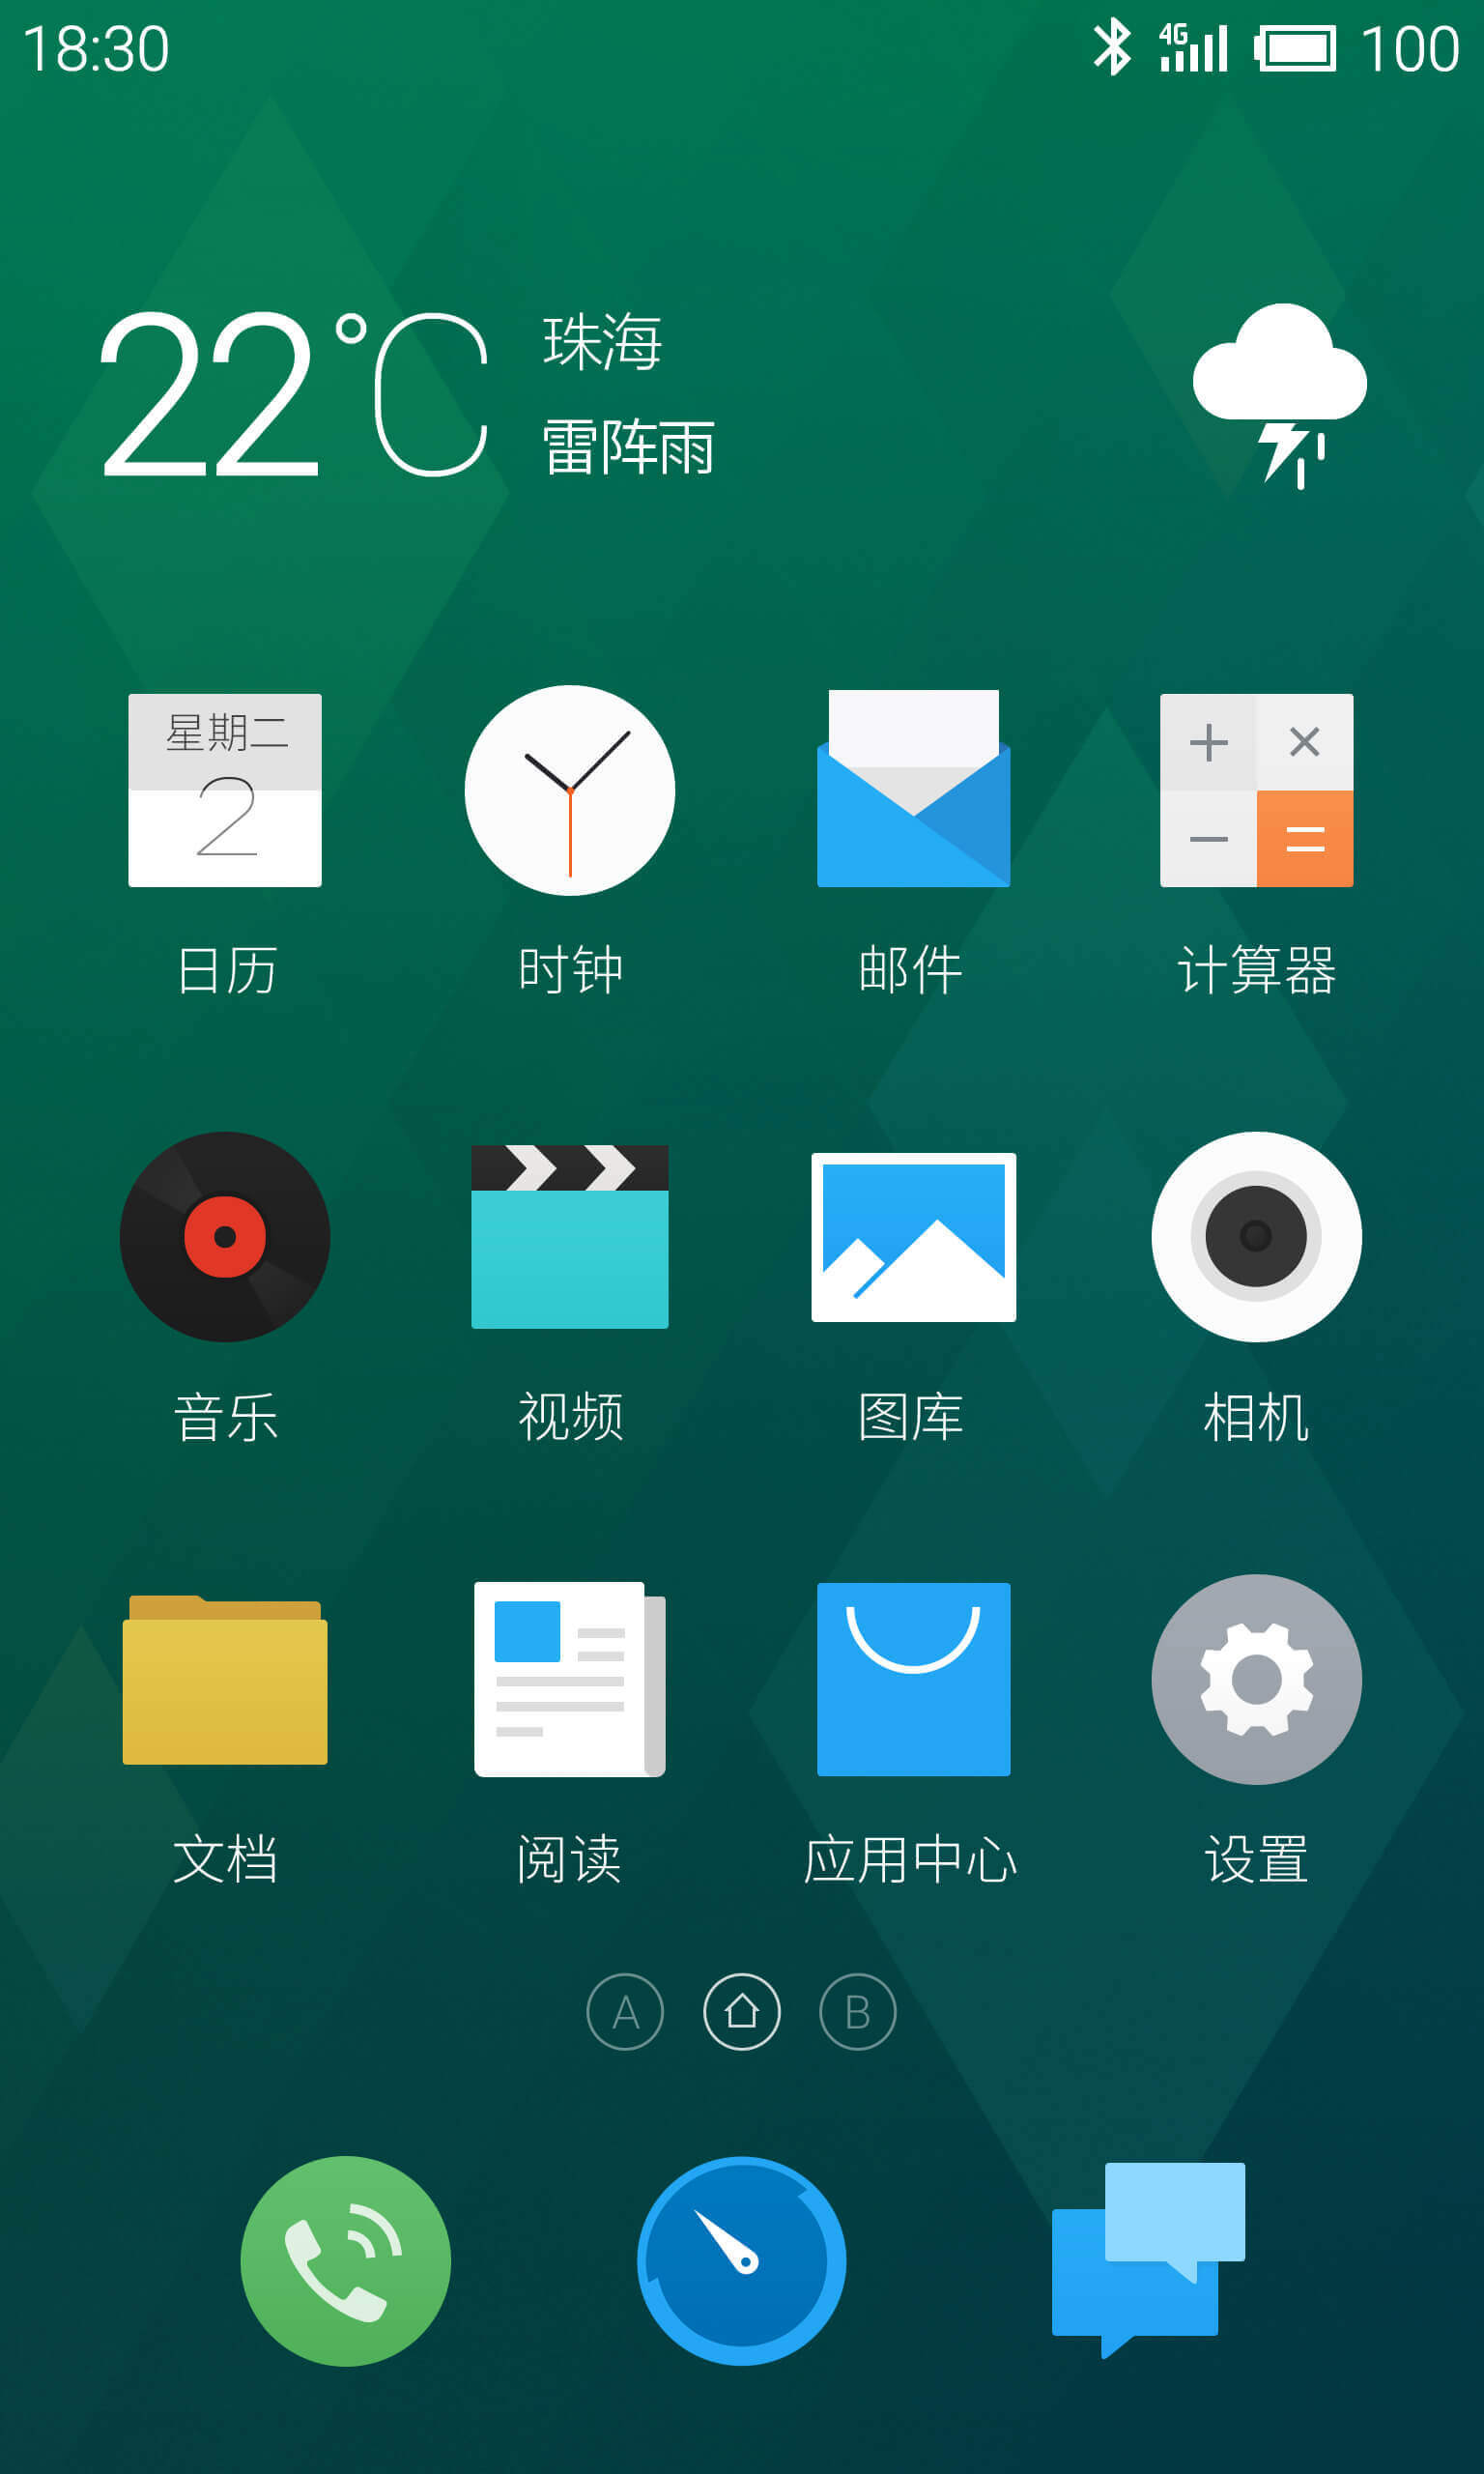 18:30 4G 100
22°C
珠海
雷阵雨
星期二
2
日历 时钟 邮件 计算器
音乐 视频 图库 相机
文档 阅读 应用中心 设置
A B